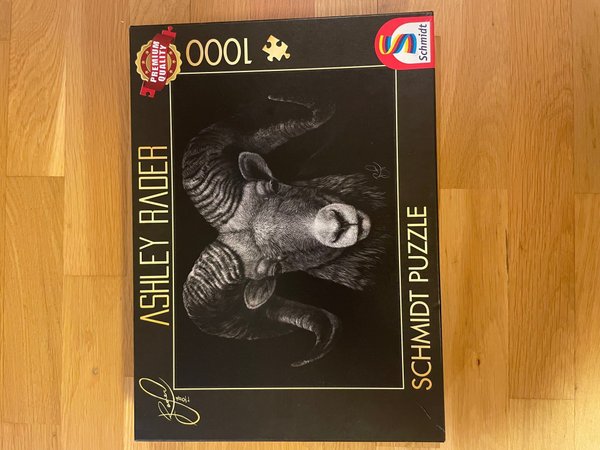 ASHLEY RADER
PREMIUM
QUALITY
1000
Schmidt
SCHMIDT PUZZLE